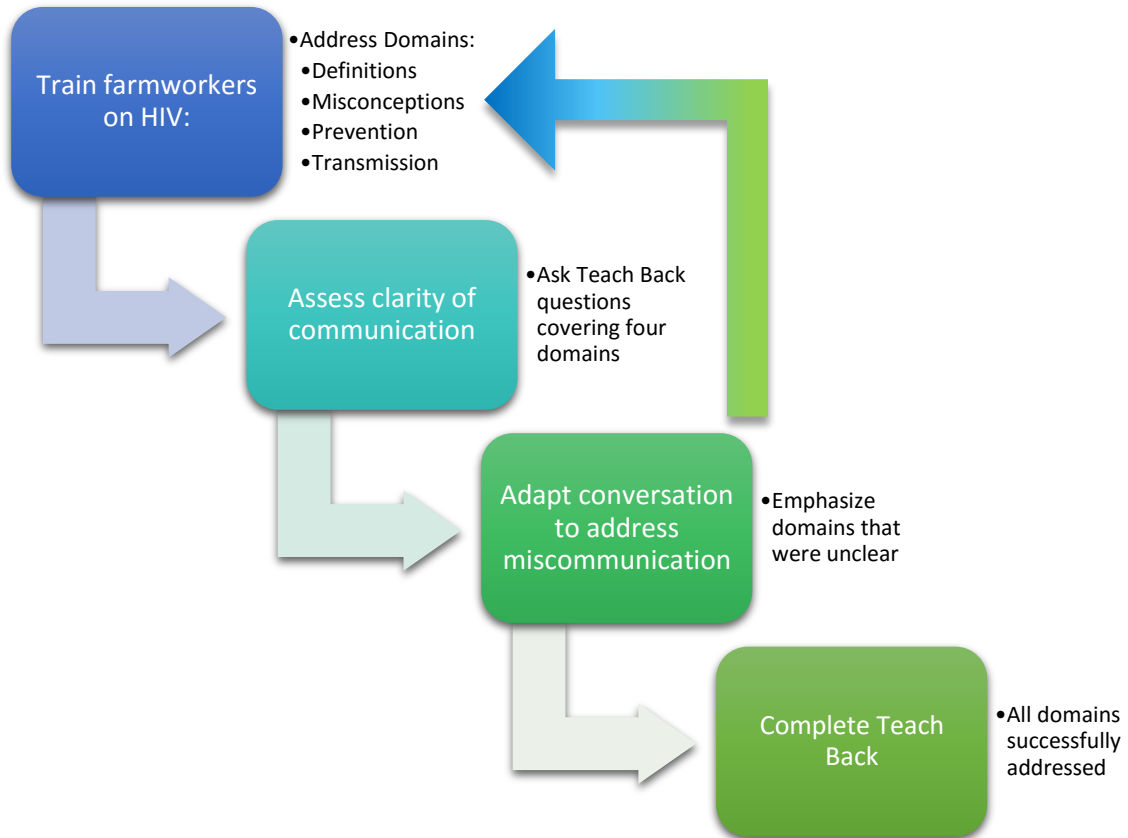 Train farmworkers
on HIV:
•Address Domains:
•Definitions
•Misconceptions
•Prevention
•Transmission
Assess clarity of
communication
•Ask Teach Back
questions
covering four
domains
Adapt conversation
to address
miscommunication
•Emphasize
domains that
were unclear
Complete Teach
Back
•All domains
successfully
addressed